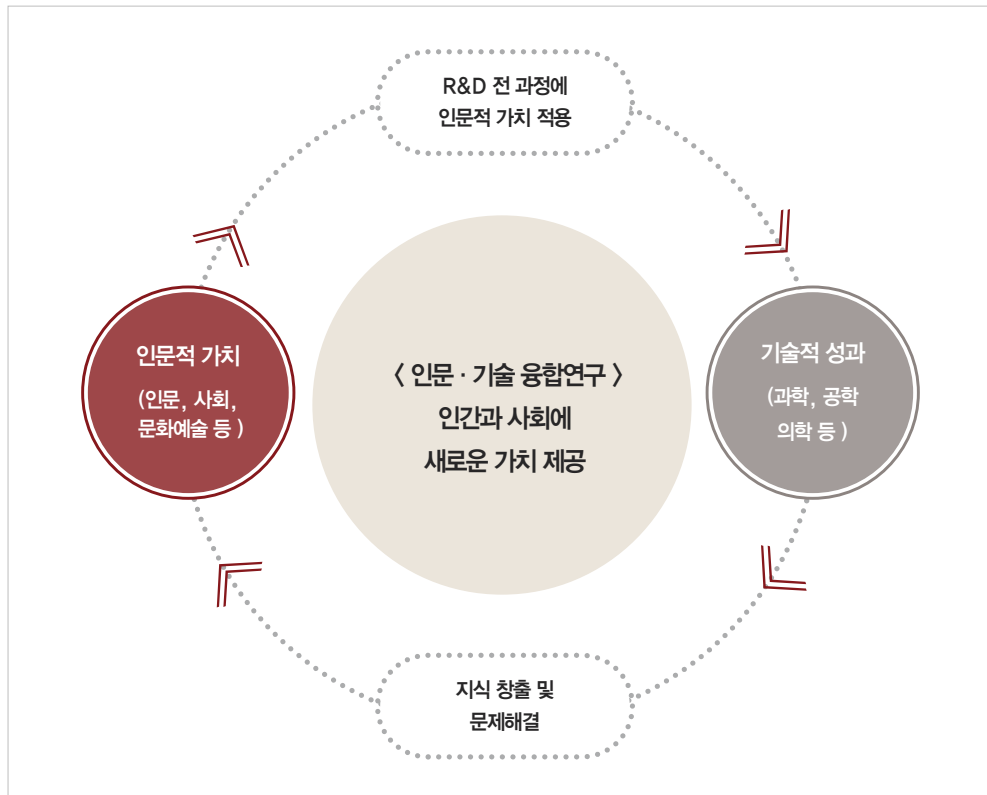 R&D 전 과정에
인문적 가치 적용
인문적 가치
(인문, 사회,
문화예술 등 )
< 인문 · 기술 융합연구 >
인간과 사회에
새로운 가치 제공
기술적 성과
(과학, 공학
의학 등 )
지식 창출 및
문제해결